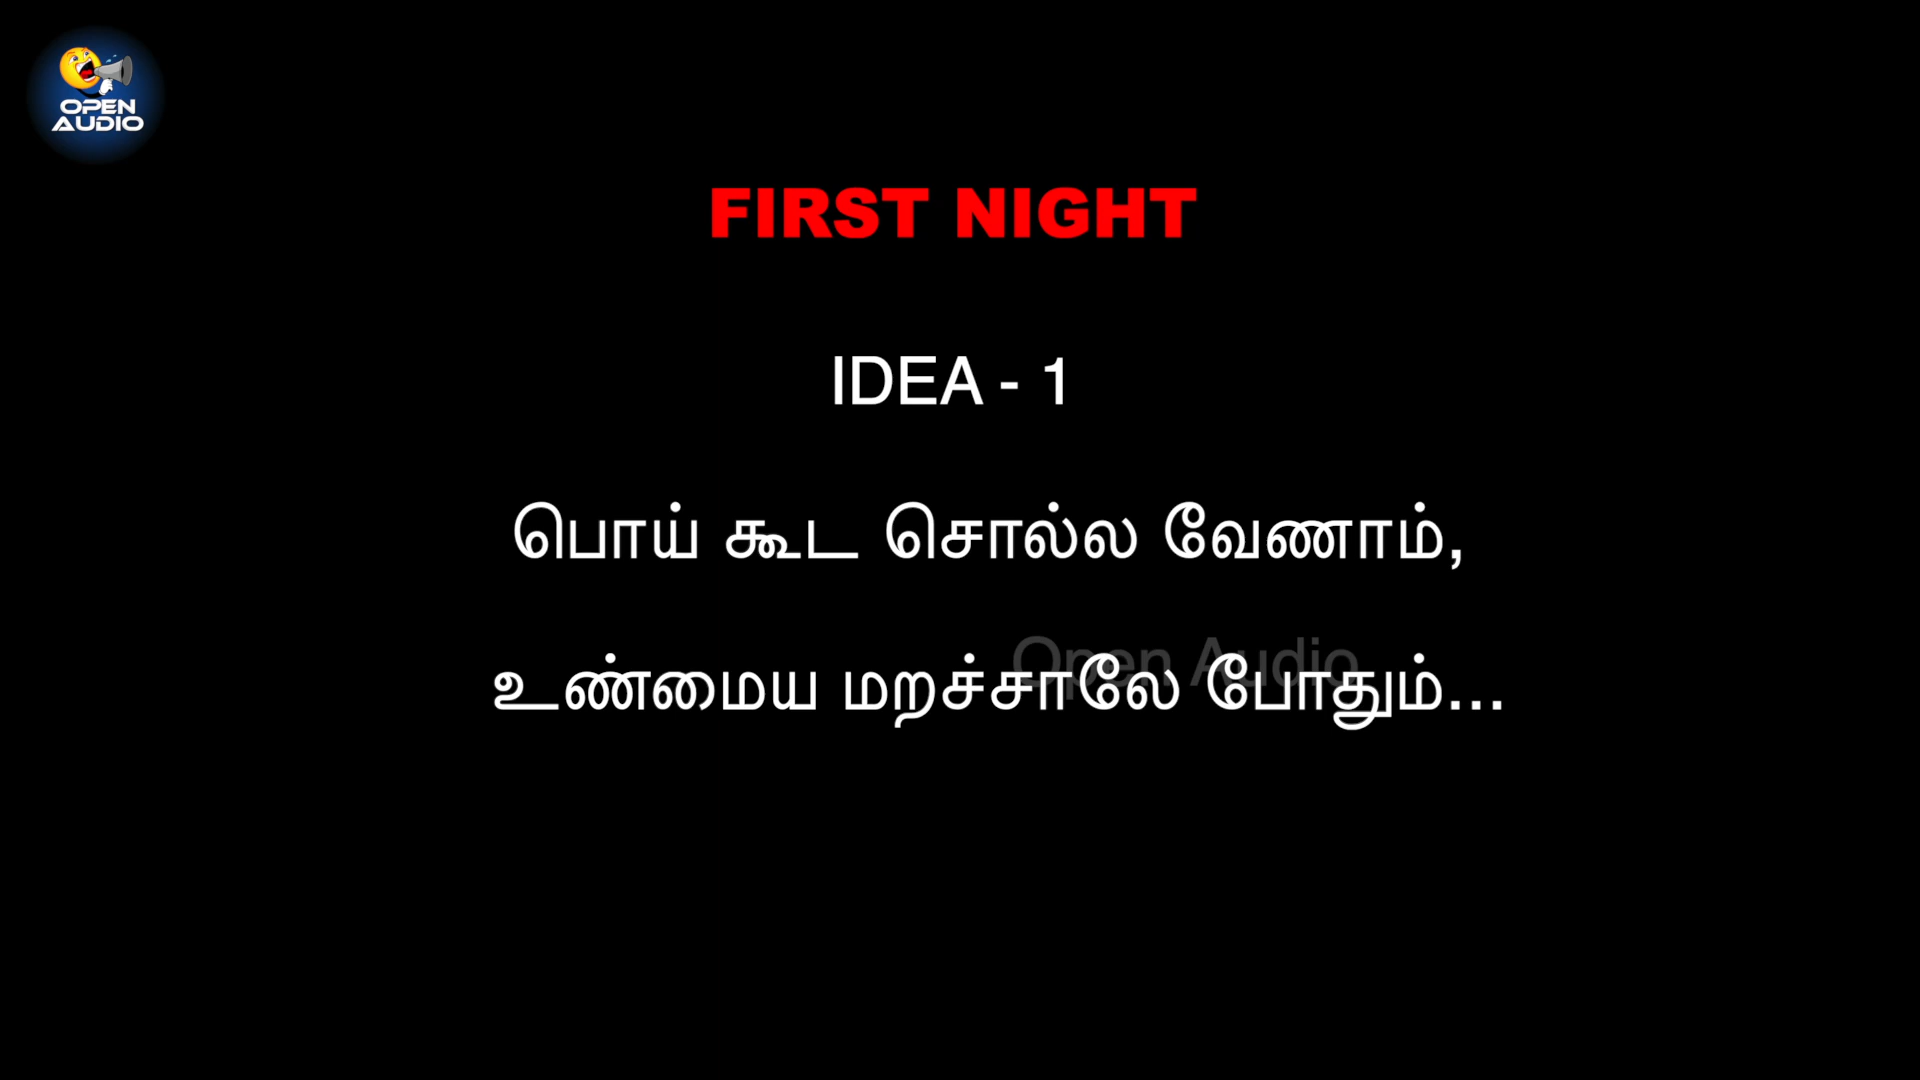 OPEN
AUDIO
FIRST NIGHT
IDEA - 1
பொய் கூட சொல்ல வேணாம்,
Open Audio
உண்மைய மறச்சாலே போதும்...